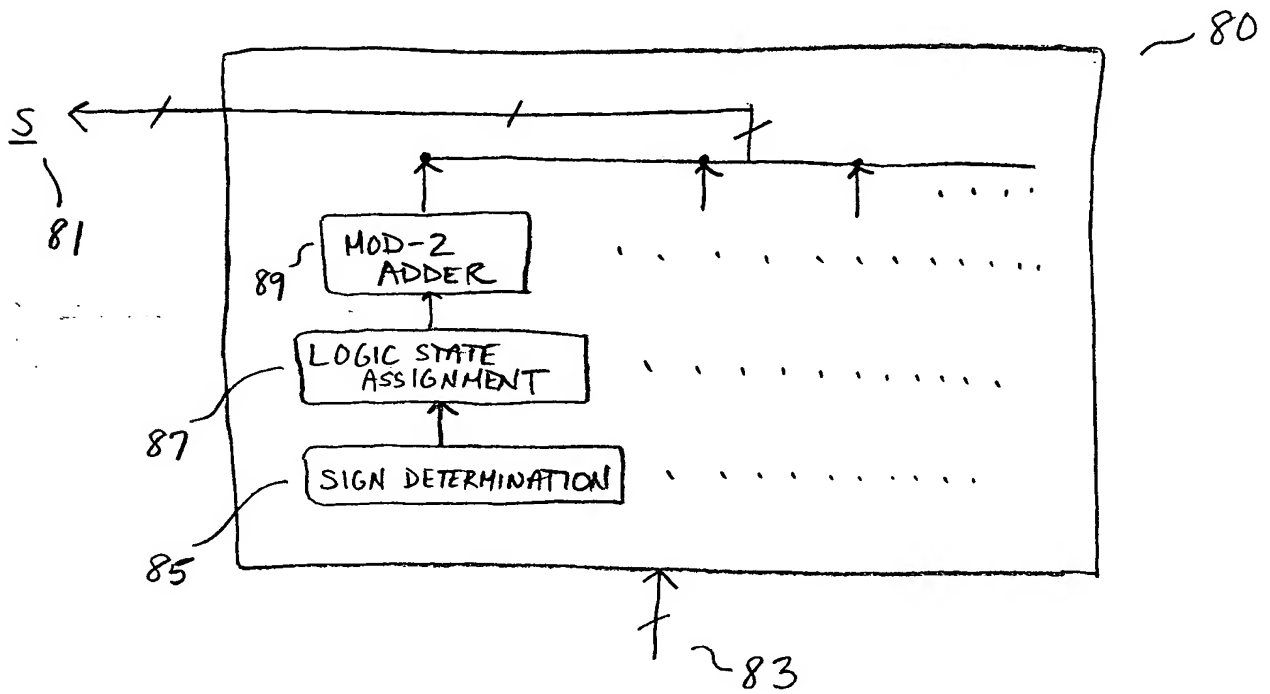 80
S
81
MOD-2
ADDER
89
LOGIC STATE
ASSIGNMENT
87
SIGN DETERMINATION
85
83